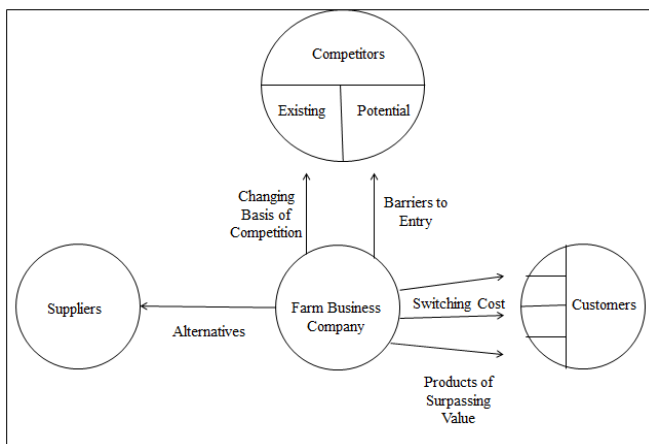 Competitors
Existing
Potential
Changing
Basis of
Competition
Barriers to
Entry
Suppliers
Alternatives
Farm Business
Company
Switching Cost
Customers
Products of
Surpassing
Value